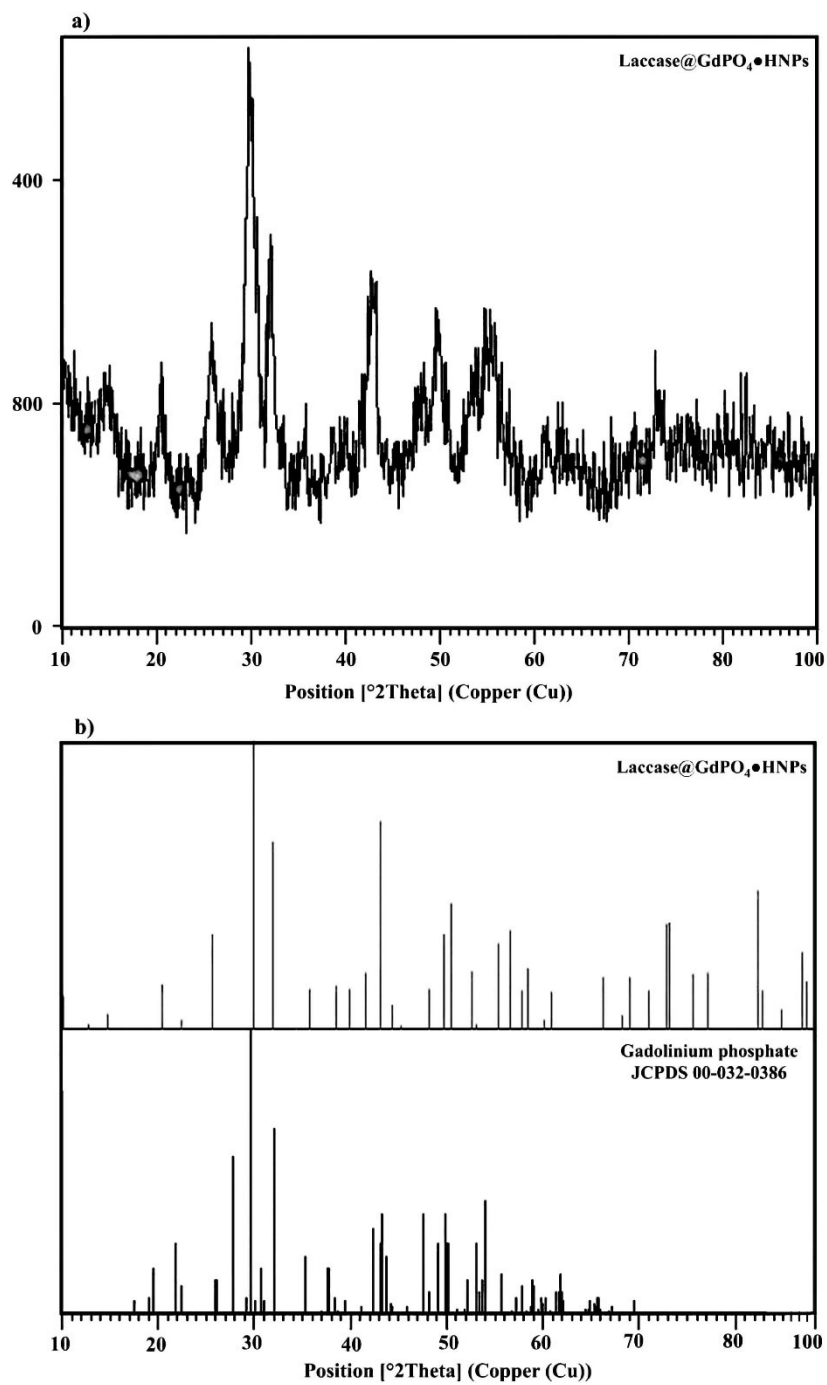 a)
Laccase@GdPO₄●HNPs
400
800
0
10 20 30 40 50 60 70 80 90 100
Position [°2Theta] (Copper (Cu))
b)
Laccase@GdPO₄●HNPs
Gadolinium phosphate
JCPDS 00-032-0386
10 20 30 40 50 60 70 80 90 100
Position [°2Theta] (Copper (Cu))